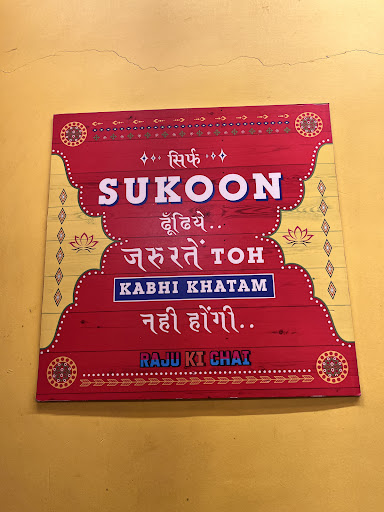 सिर्फ
SUKOON
ढूँढिये..
जरुरतें TOH
KABHI KHATAM
नही होंगी..
RAJU KI CHAI